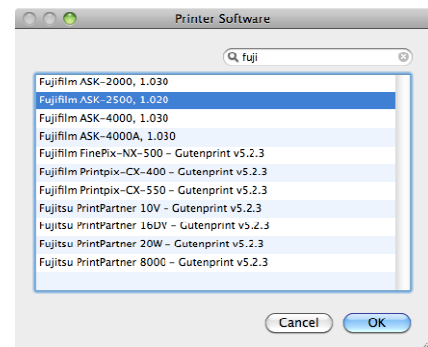 Printer Software
fuji
Fujifilm ASK-2000, 1.030
Fujifilm ASK-2500, 1.020
Fujifilm ASK-4000, 1.030
Fujifilm ASK-4000A, 1.030
Fujifilm FinePix-NX-500 - Gutenprint v5.2.3
Fujifilm Printpix-CX-400 - Gutenprint v5.2.3
Fujifilm Printpix-CX-550 - Gutenprint v5.2.3
Fujitsu PrintPartner 10V - Gutenprint v5.2.3
Fujitsu PrintPartner 16DV - Gutenprint v5.2.3
Fujitsu PrintPartner 20W - Gutenprint v5.2.3
Fujitsu PrintPartner 8000 - Gutenprint v5.2.3
Cancel OK